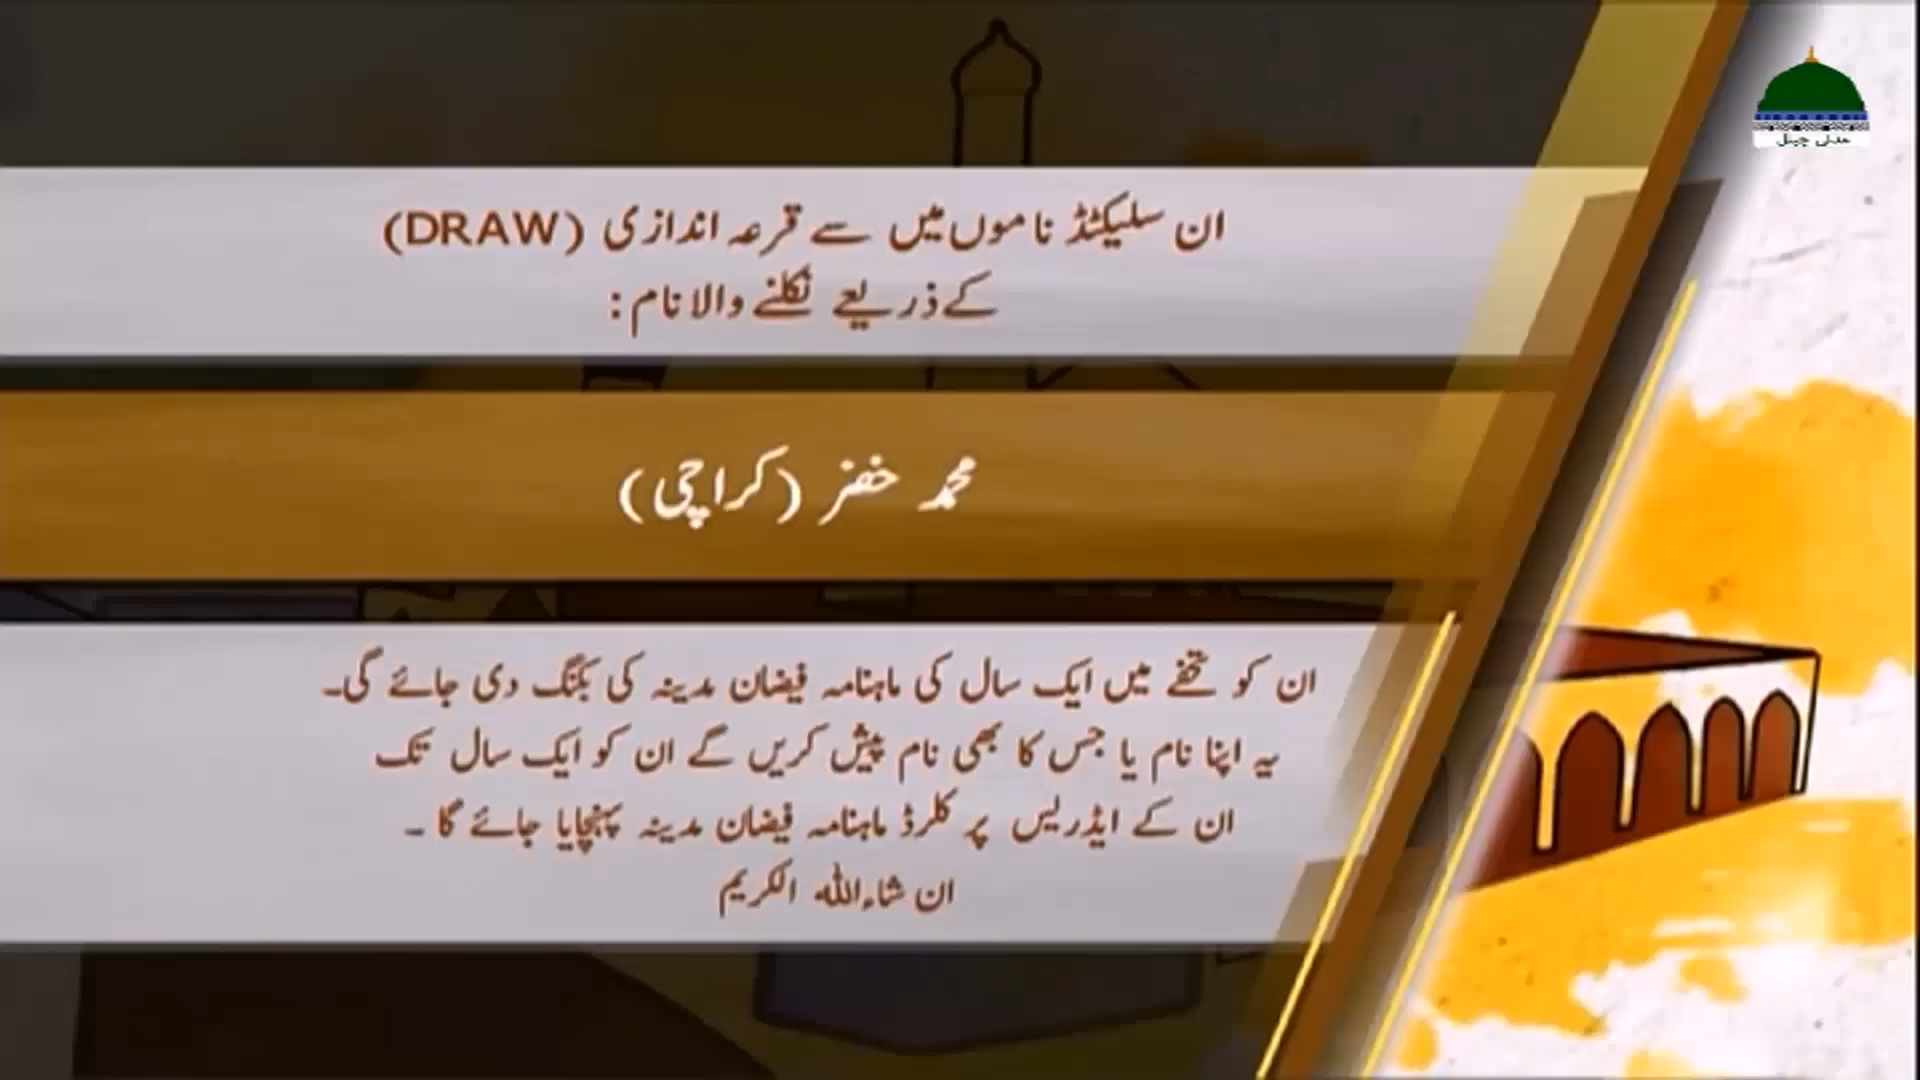 مدنی چینل
ان سلیکٹڈ ناموں میں سے قرعہ اندازی (DRAW)
کے ذریعے نکلنے والا نام:
محمد خضر (کراچی)
ان کو تحفے میں ایک سال کی ماہنامہ فیضان مدینہ کی بکنگ دی جائے گی۔
یہ اپنا نام یا جس کا بھی نام پیش کریں گے ان کو ایک سال تک
ان کے ایڈریس پر کلرڈ ماہنامہ فیضان مدینہ پہنچایا جائے گا ۔
ان شاءاللہ الکریم